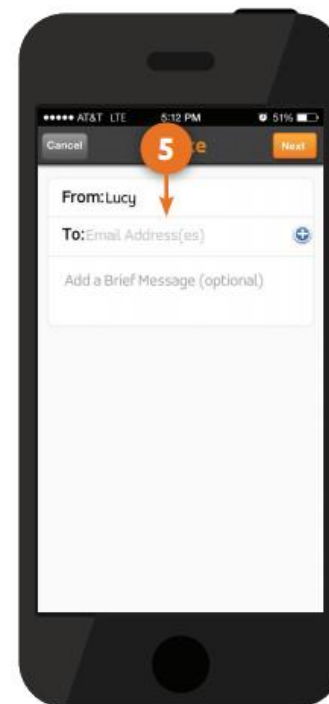 AT&T LTE 5:12 PM 51%
Cancel 5 Next
From: Lucy
To: Email Address(es)
Add a Brief Message (optional)